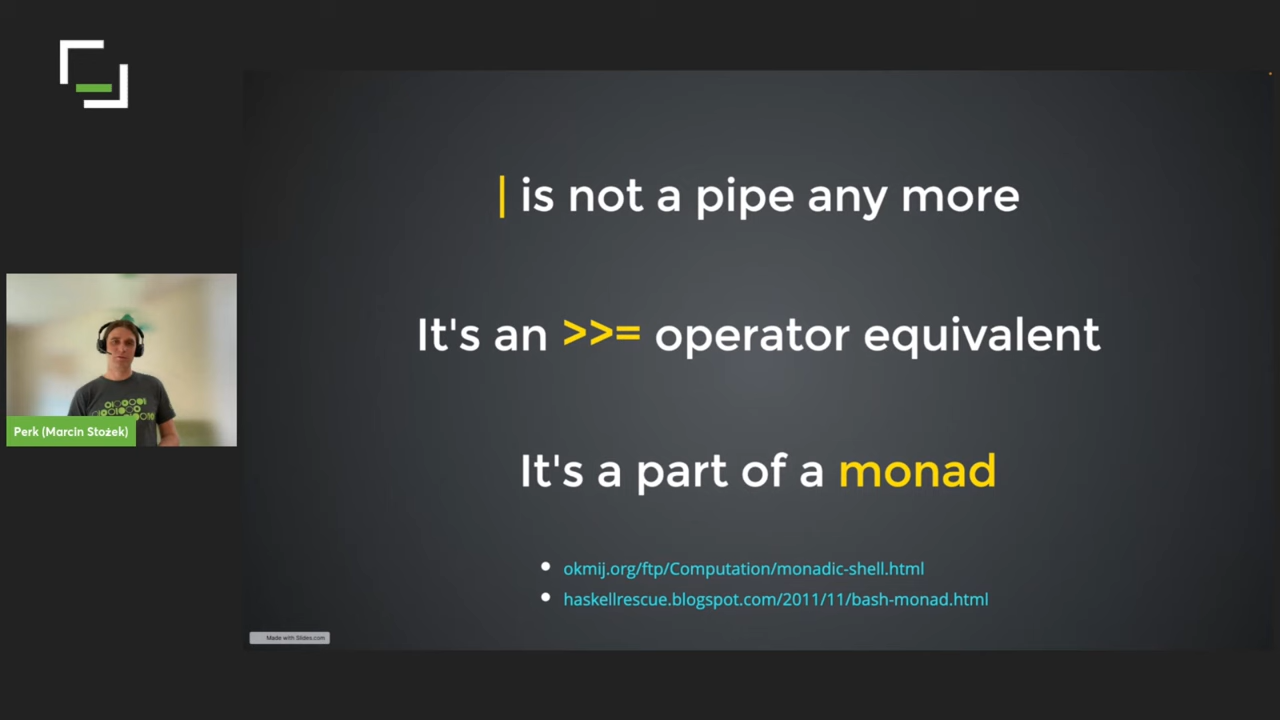 | is not a pipe any more
It's an >>= operator equivalent
It's a part of a monad
okmij.org/ftp/Computation/monadic-shell.html
haskellrescue.blogspot.com/2011/11/bash-monad.html
Perk (Marcin Stożek)
Made with Slides.com